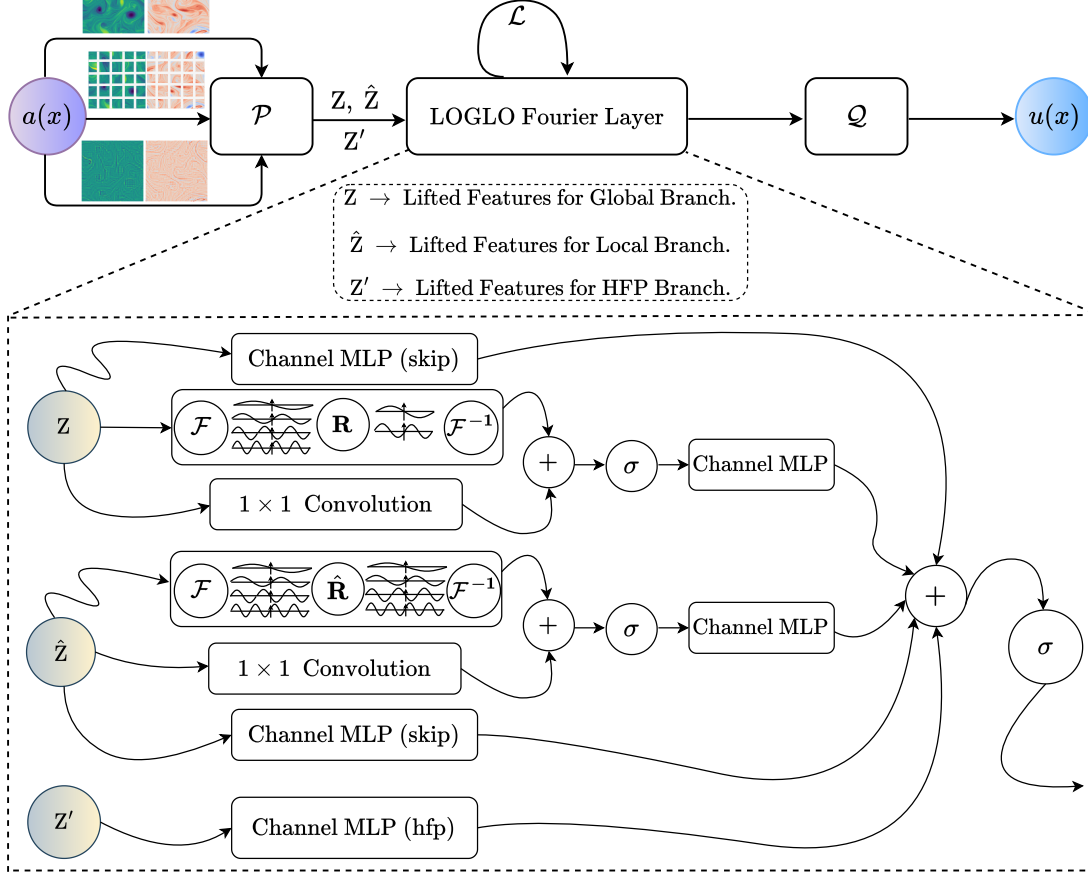 ℒ
a(x)
𝒫
Z, Ẑ
Z′
LOGLO Fourier Layer
𝒬
u(x)
Z → Lifted Features for Global Branch.
Ẑ → Lifted Features for Local Branch.
Z′ → Lifted Features for HFP Branch.
Channel MLP (skip)
Z
ℱ
R
ℱ⁻¹
+
σ
Channel MLP
1 × 1 Convolution
ℱ
R̂
ℱ⁻¹
+
σ
Channel MLP
+
σ
Ẑ
1 × 1 Convolution
Channel MLP (skip)
Z′
Channel MLP (hfp)